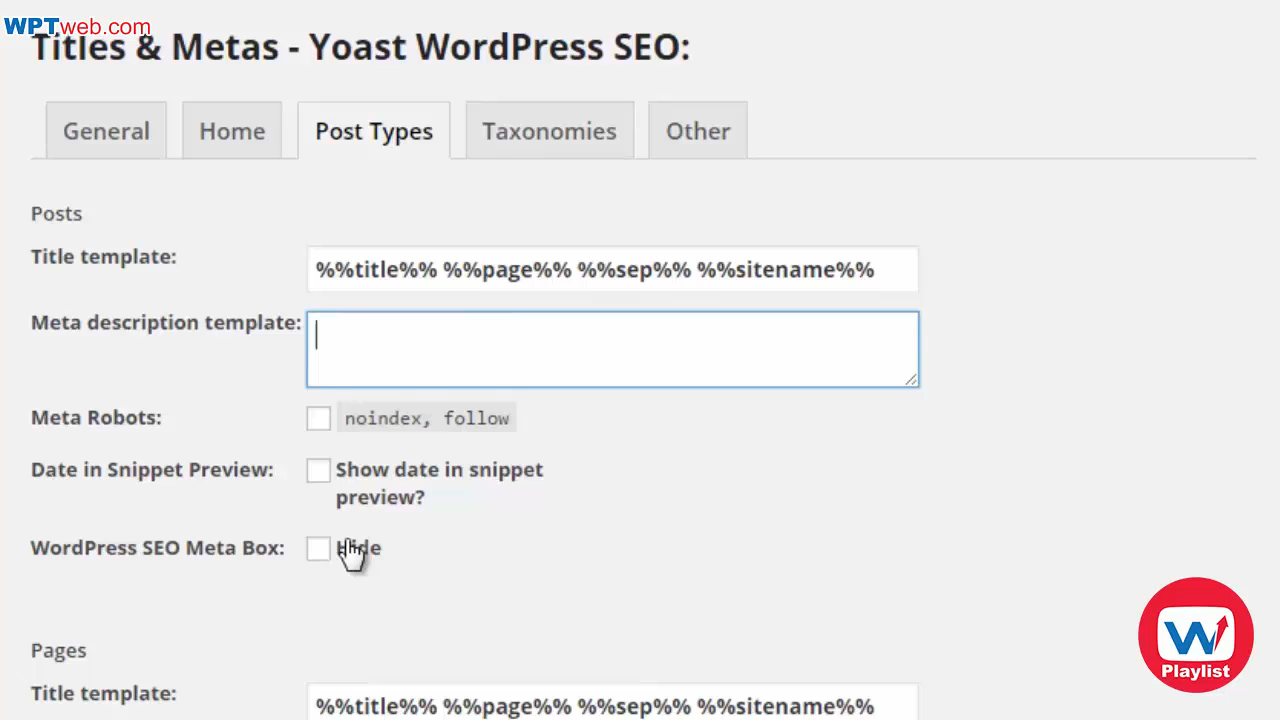 WPTweb.com
Titles & Metas - Yoast WordPress SEO:
General Home Post Types Taxonomies Other
Posts
Title template: %%title%% %%page%% %%sep%% %%sitename%%
Meta description template:
Meta Robots: noindex, follow
Date in Snippet Preview: Show date in snippet
preview?
WordPress SEO Meta Box: Hide
Pages
Title template: %%title%% %%page%% %%sep%% %%sitename%%
W
Playlist